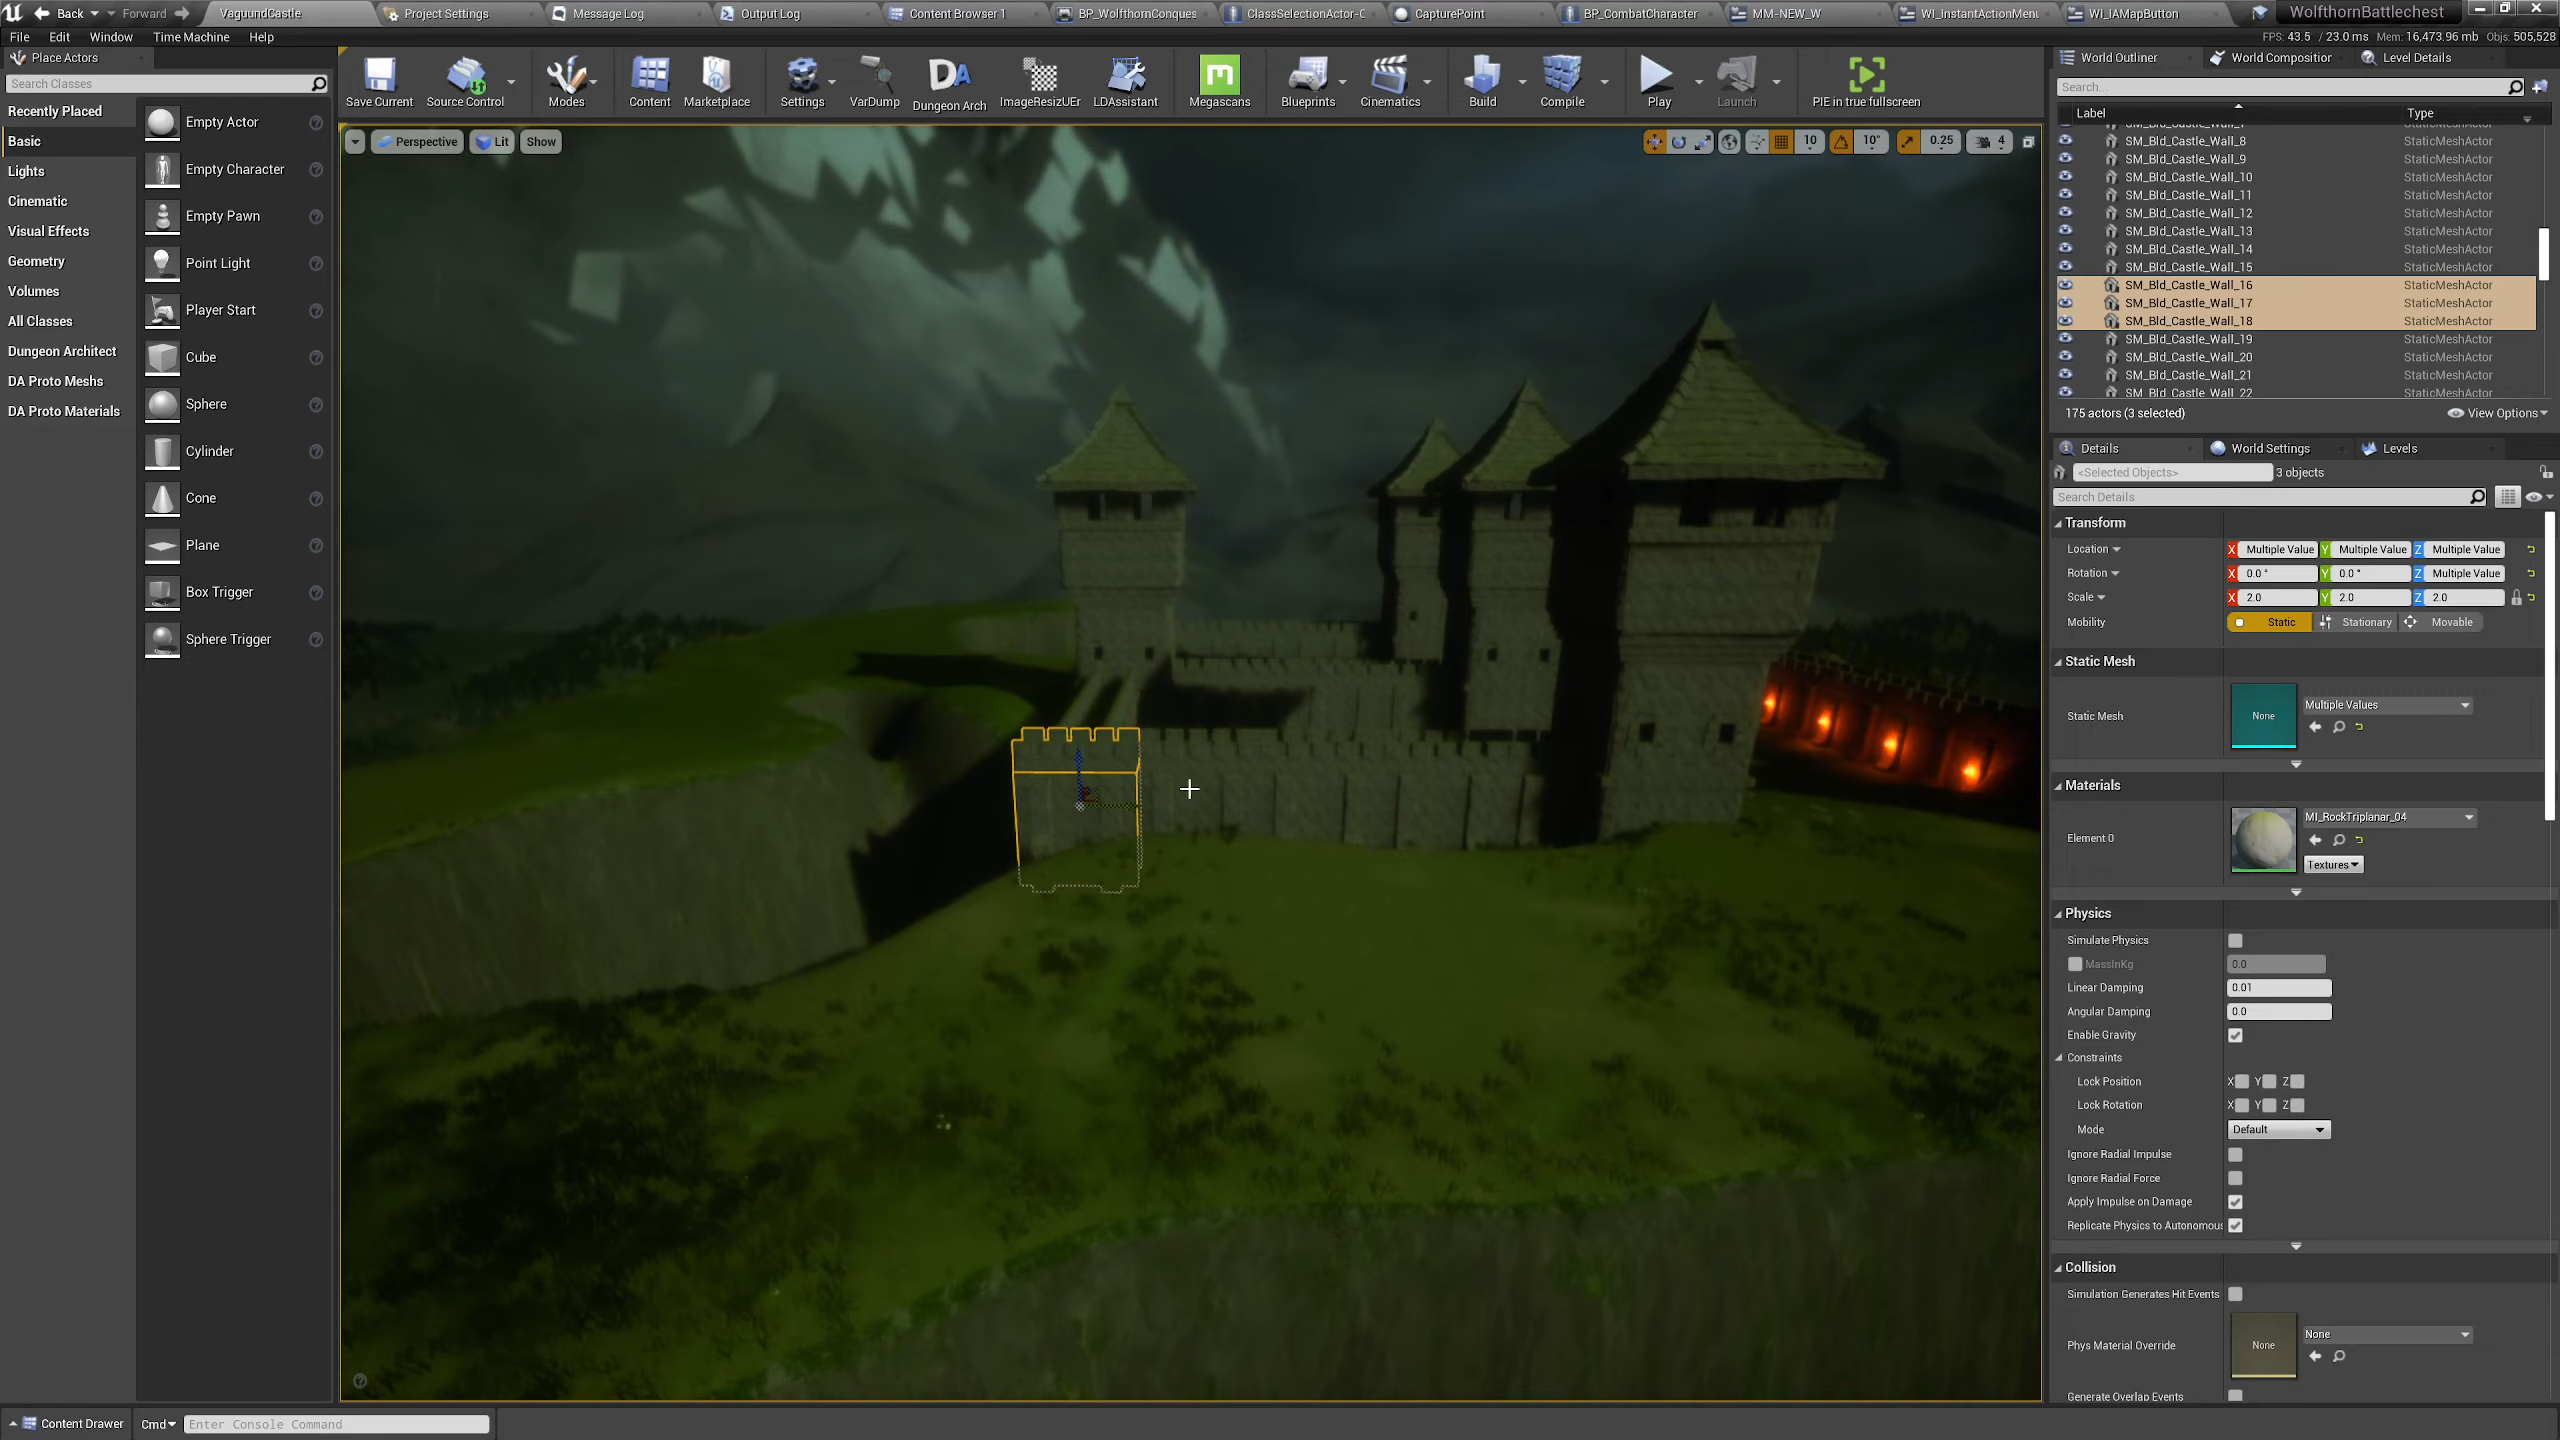 Back Forward VaguundCastle Project Settings Message Log Output Log Content Browser 1 BP_WolfthornConques ClassSelectionActor-C CapturePoint BP_CombatCharacter MM-NEW_W WI_InstantActionMenu WI_IAMapButton WolfthornBattlechest
File Edit Window Time Machine Help
FPS: 43.5 / 23.0 ms Mem: 16,473.96 mb Objs: 505,528
Place Actors
Search Classes
Recently Placed
Basic
Lights
Cinematic
Visual Effects
Geometry
Volumes
All Classes
Dungeon Architect
DA Proto Meshs
DA Proto Materials
Empty Actor
Empty Character
Empty Pawn
Point Light
Player Start
Cube
Sphere
Cylinder
Cone
Plane
Box Trigger
Sphere Trigger
Save Current Source Control Modes Content Marketplace Settings VarDump Dungeon Arch ImageResizUEr LDAssistant Megascans Blueprints Cinematics Build Compile Play Launch PIE in true fullscreen
Perspective Lit Show
10 10° 0.25 4
World Outliner World Composition Level Details
Search...
Label Type
SM_Bld_Castle_Wall_8 StaticMeshActor
SM_Bld_Castle_Wall_9 StaticMeshActor
SM_Bld_Castle_Wall_10 StaticMeshActor
SM_Bld_Castle_Wall_11 StaticMeshActor
SM_Bld_Castle_Wall_12 StaticMeshActor
SM_Bld_Castle_Wall_13 StaticMeshActor
SM_Bld_Castle_Wall_14 StaticMeshActor
SM_Bld_Castle_Wall_15 StaticMeshActor
SM_Bld_Castle_Wall_16 StaticMeshActor
SM_Bld_Castle_Wall_17 StaticMeshActor
SM_Bld_Castle_Wall_18 StaticMeshActor
SM_Bld_Castle_Wall_19 StaticMeshActor
SM_Bld_Castle_Wall_20 StaticMeshActor
SM_Bld_Castle_Wall_21 StaticMeshActor
SM_Bld_Castle_Wall_22 StaticMeshActor
175 actors (3 selected) View Options
Details World Settings Levels
<Selected Objects> 3 objects
Search Details
Transform
Location X Multiple Value Y Multiple Value Z Multiple Value
Rotation X 0.0 ° Y 0.0 ° Z Multiple Value
Scale X 2.0 Y 2.0 Z 2.0
Mobility Static Stationary Movable
Static Mesh
Static Mesh None Multiple Values
Materials
Element 0 MI_RockTriplanar_04
Textures
Physics
Simulate Physics
MassInKg 0.0
Linear Damping 0.01
Angular Damping 0.0
Enable Gravity
Constraints
Lock Position X Y Z
Lock Rotation X Y Z
Mode Default
Ignore Radial Impulse
Ignore Radial Force
Apply Impulse on Damage
Replicate Physics to Autonomous
Collision
Simulation Generates Hit Events
Phys Material Override None None
Generate Overlap Events
Content Drawer Cmd Enter Console Command